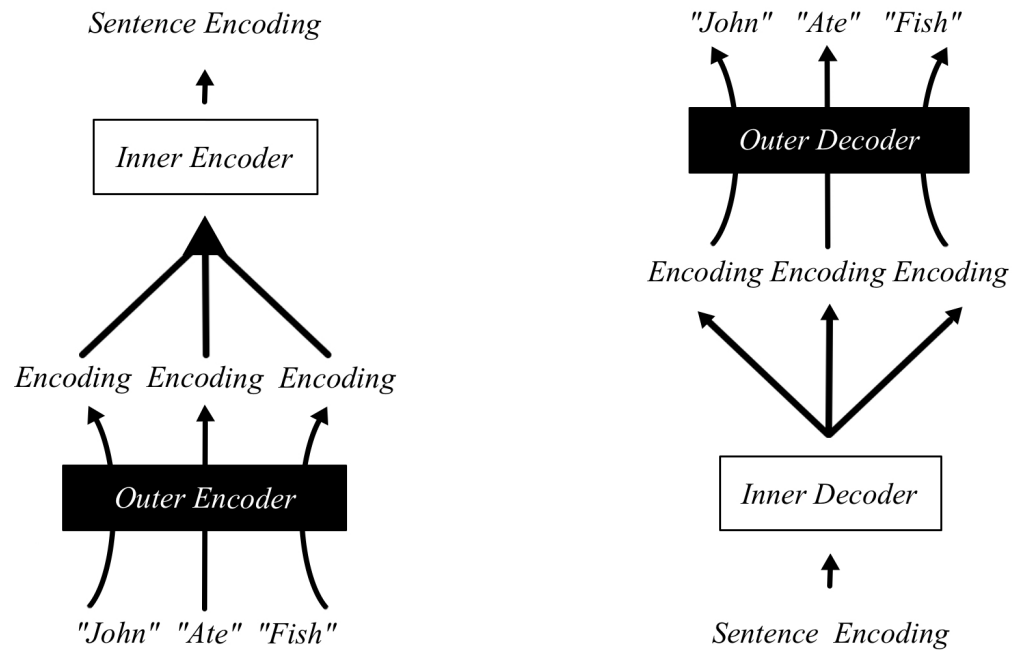 Sentence Encoding
Inner Encoder
Encoding Encoding Encoding
Outer Encoder
"John" "Ate" "Fish"
"John" "Ate" "Fish"
Outer Decoder
Encoding Encoding Encoding
Inner Decoder
Sentence Encoding